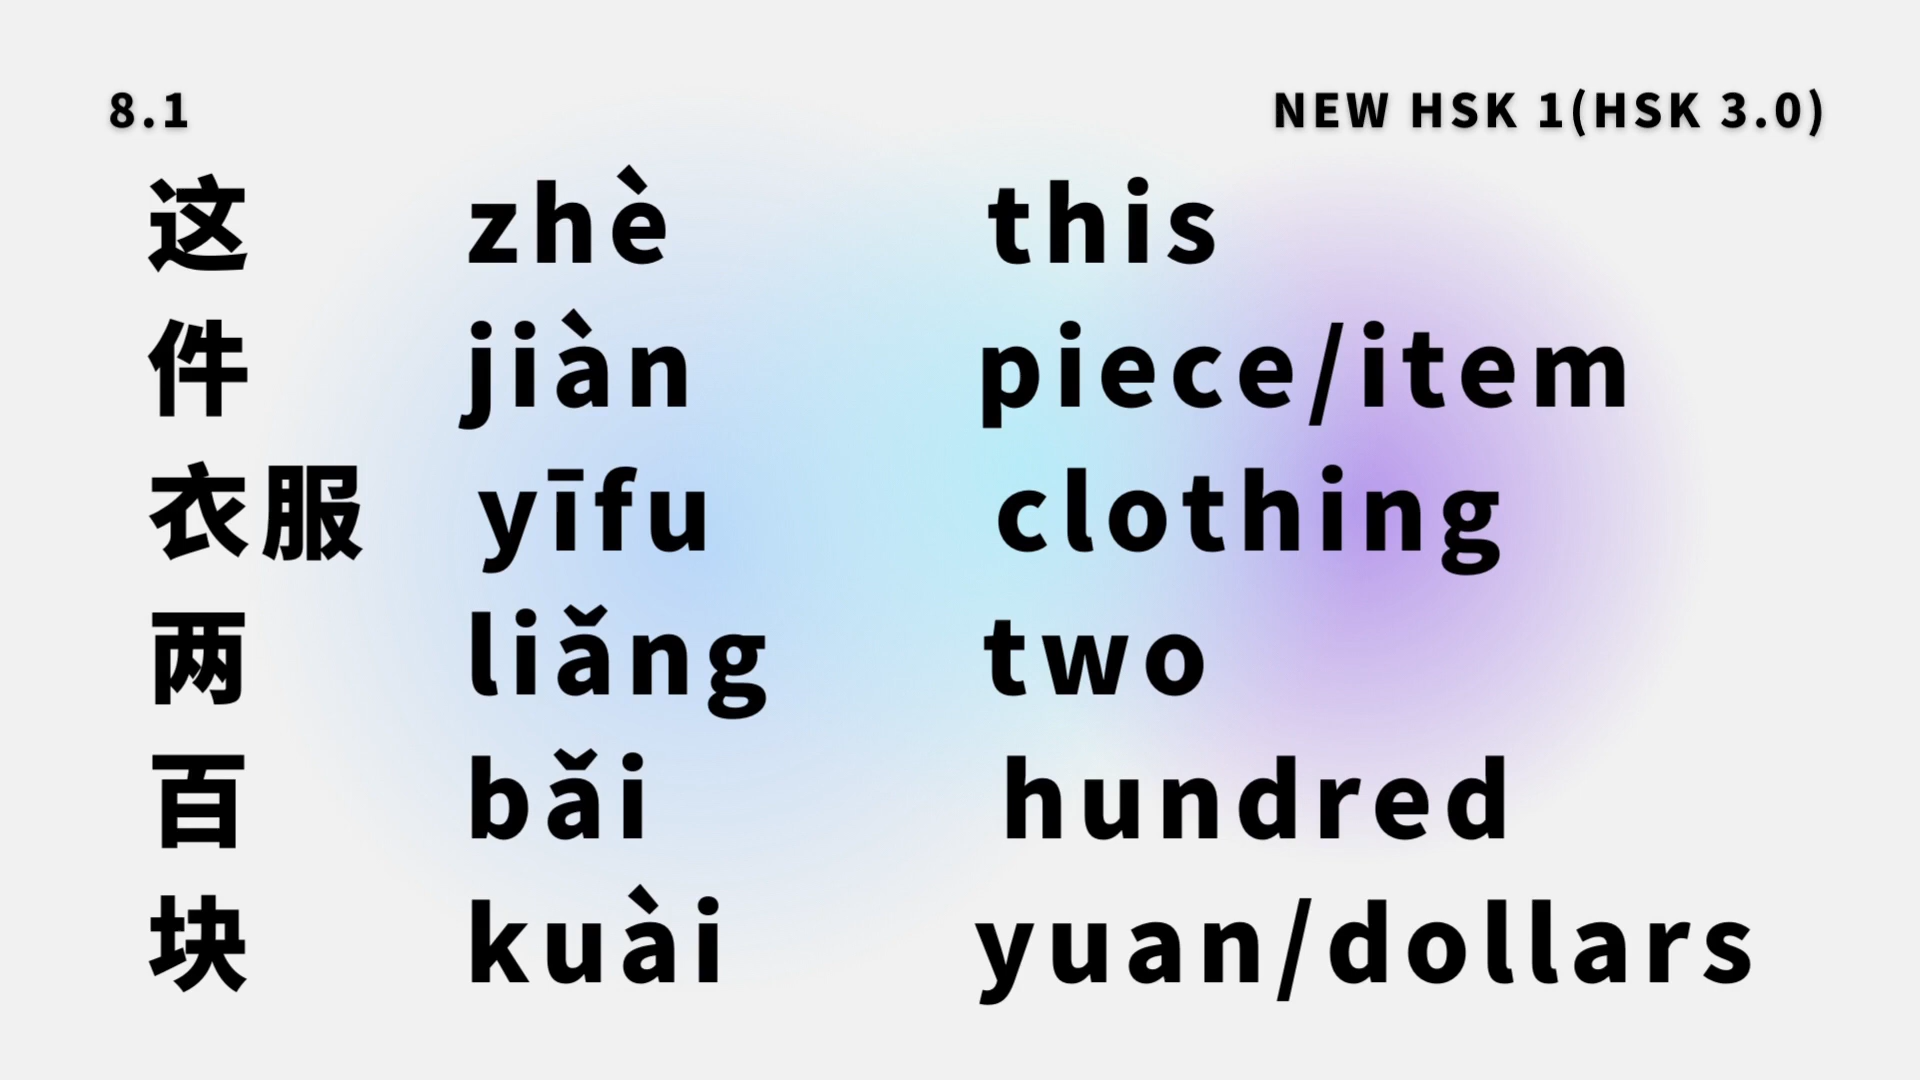 8.1 NEW HSK 1(HSK 3.0)
这 zhè this
件 jiàn piece/item
衣服 yīfu clothing
两 liǎng two
百 bǎi hundred
块 kuài yuan/dollars